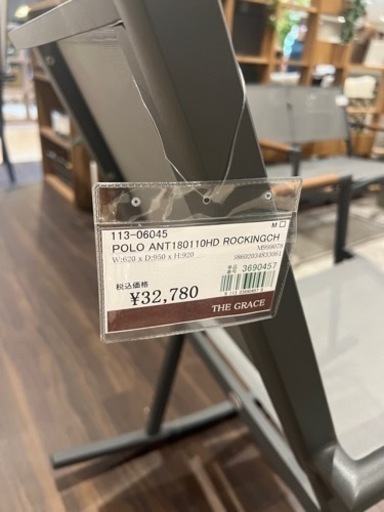 113-06045 M
POLO ANT180110HD ROCKINGCH
W:620 x D:950 x H:920
税込価格
¥32,780
3690457
THE GRACE